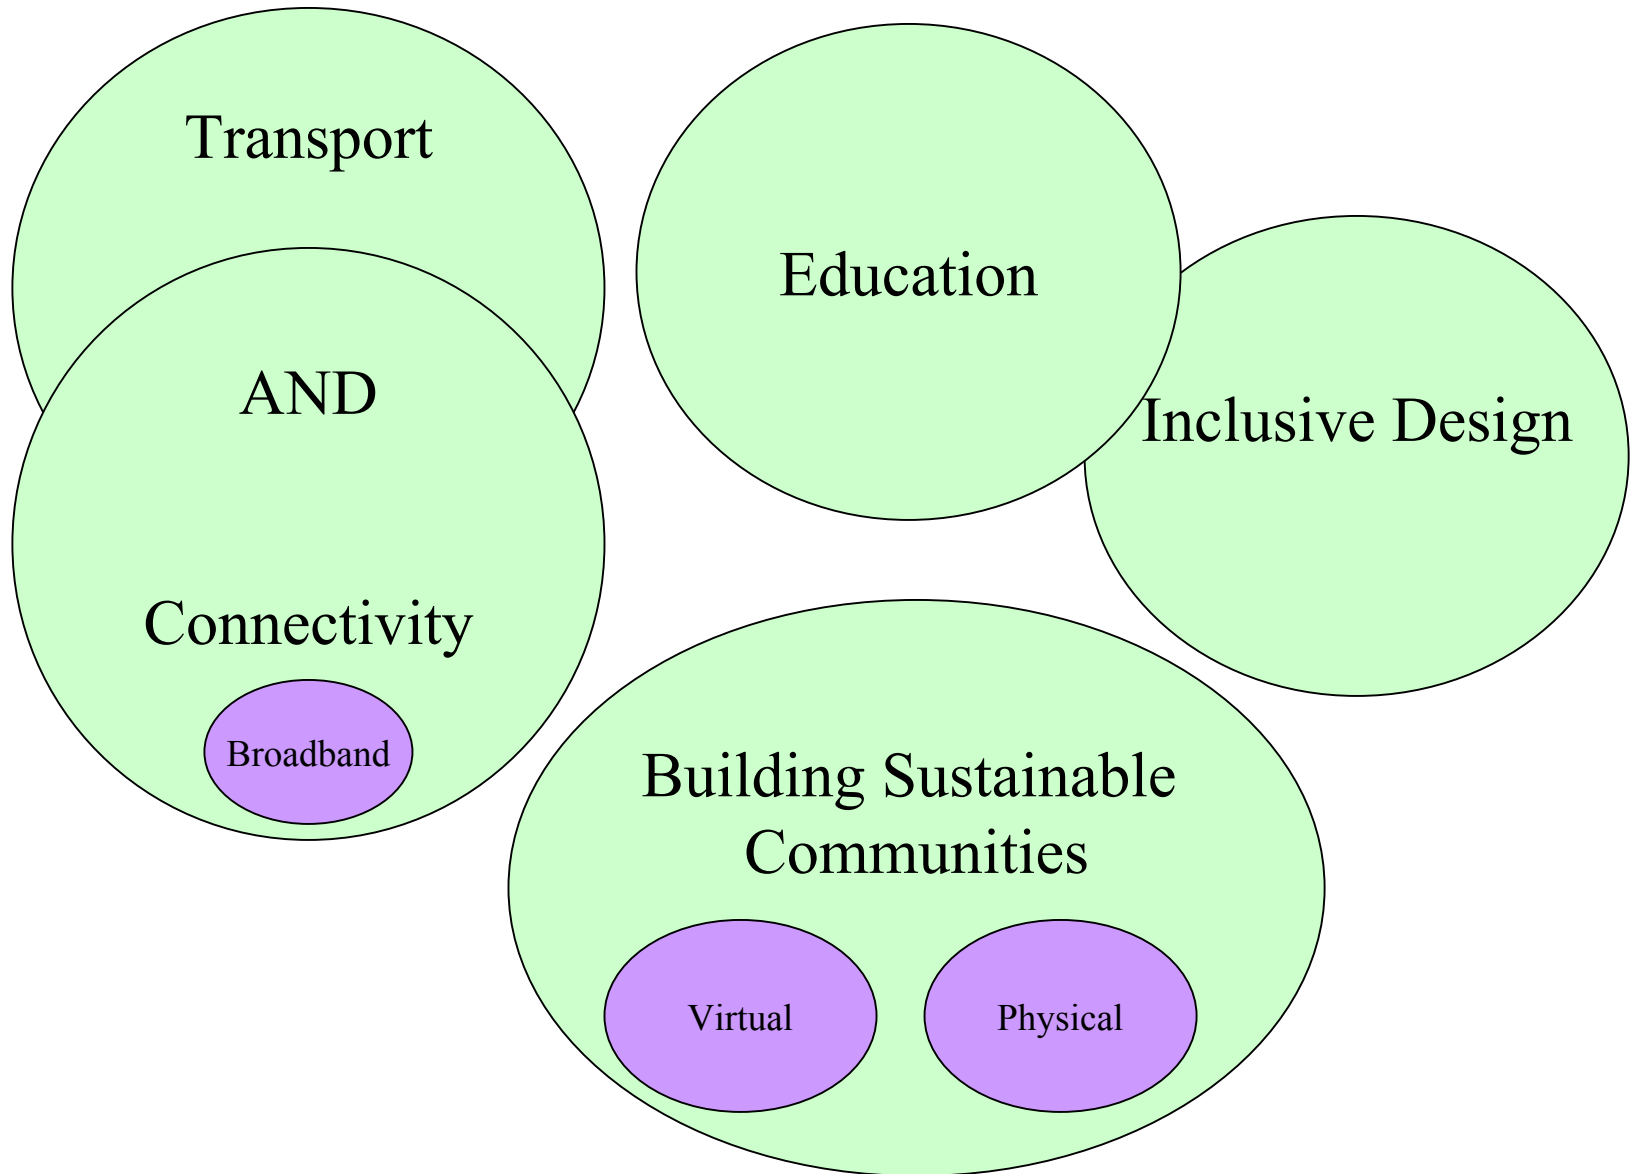 Transport
AND
Connectivity
Broadband
Education
Inclusive Design
Building Sustainable
Communities
Virtual
Physical